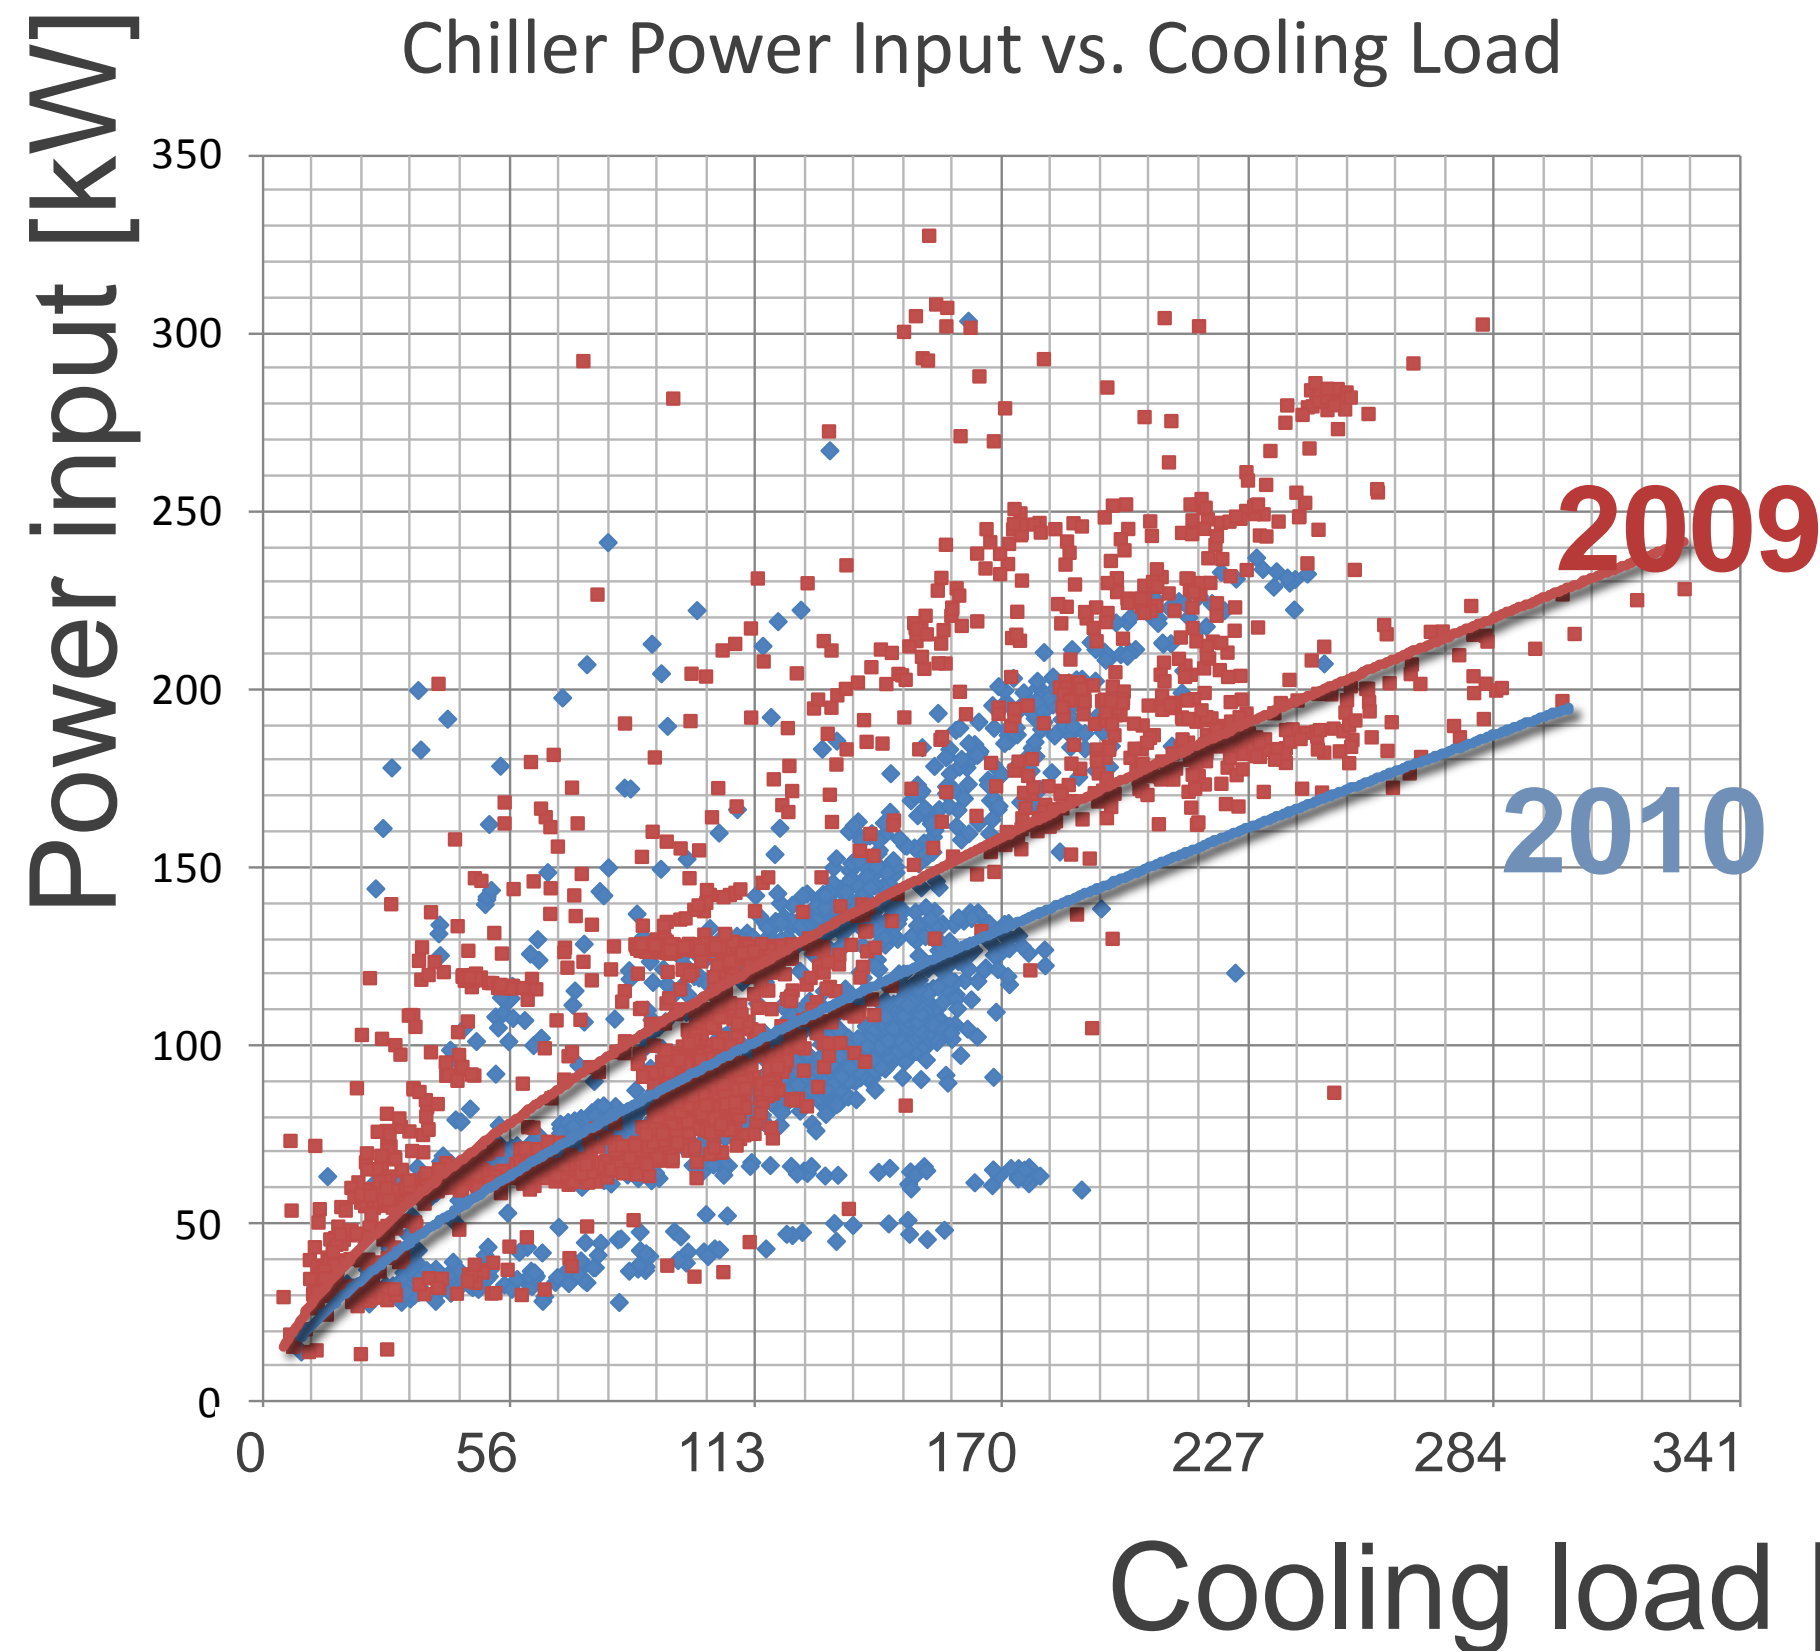 Chiller Power Input vs. Cooling Load
Power input [kW]
350
300
250
200
150
100
50
0
2009
2010
0 56 113 170 227 284 341
Cooling load [